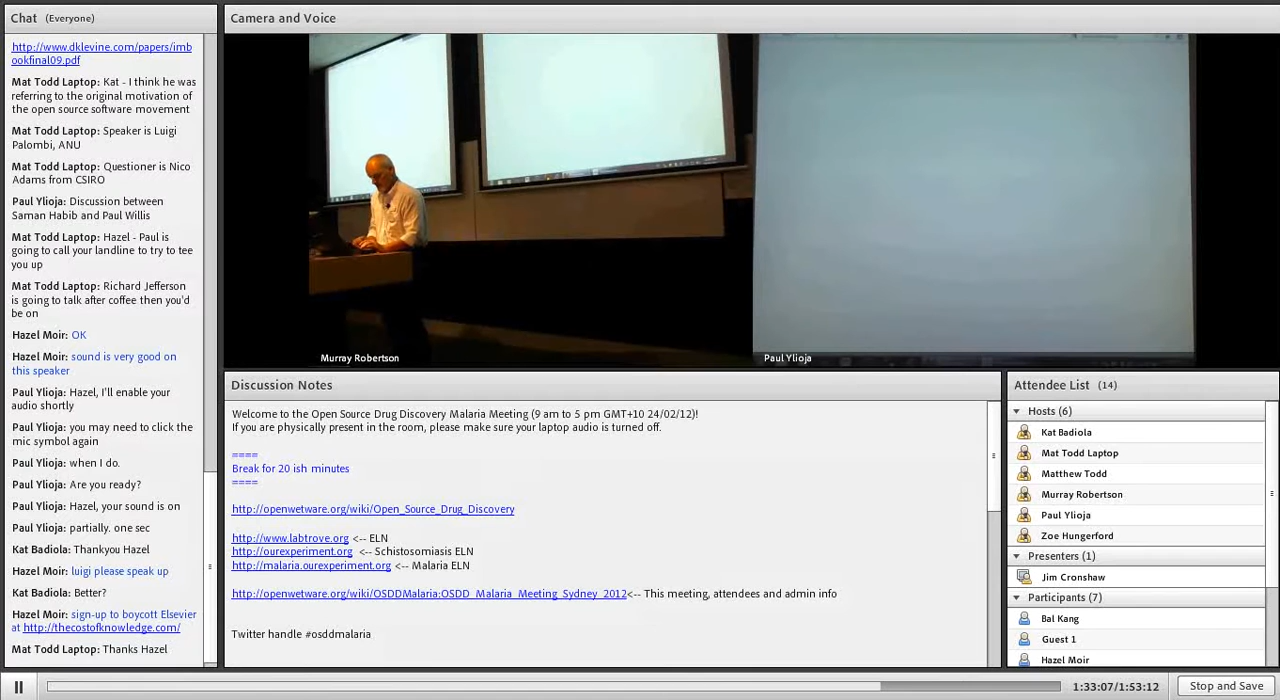 Chat (Everyone)
http://www.dklevine.com/papers/imb
ookfinal09.pdf
Mat Todd Laptop: Kat - I think he was
referring to the original motivation of
the open source software movement
Mat Todd Laptop: Speaker is Luigi
Palombi, ANU
Mat Todd Laptop: Questioner is Nico
Adams from CSIRO
Paul Ylioja: Discussion between
Saman Habib and Paul Willis
Mat Todd Laptop: Hazel - Paul is
going to call your landline to try to tee
you up
Mat Todd Laptop: Richard Jefferson
is going to talk after coffee then you'd
be on
Hazel Moir: OK
Hazel Moir: sound is very good on
this speaker
Paul Ylioja: Hazel, I'll enable your
audio shortly
Paul Ylioja: you may need to click the
mic symbol again
Paul Ylioja: when I do.
Paul Ylioja: Are you ready?
Paul Ylioja: Hazel, your sound is on
Paul Ylioja: partially. one sec
Kat Badiola: Thankyou Hazel
Hazel Moir: luigi please speak up
Kat Badiola: Better?
Hazel Moir: sign-up to boycott Elsevier
at http://thecostofknowledge.com/
Mat Todd Laptop: Thanks Hazel
Camera and Voice
Murray Robertson
Paul Ylioja
Discussion Notes
Welcome to the Open Source Drug Discovery Malaria Meeting (9 am to 5 pm GMT+10 24/02/12)!
If you are physically present in the room, please make sure your laptop audio is turned off.
====
Break for 20 ish minutes
====
http://openwetware.org/wiki/Open_Source_Drug_Discovery
http://www.labtrove.org <-- ELN
http://ourexperiment.org <-- Schistosomiasis ELN
http://malaria.ourexperiment.org <-- Malaria ELN
http://openwetware.org/wiki/OSDDMalaria:OSDD_Malaria_Meeting_Sydney_2012<-- This meeting, attendees and admin info
Twitter handle #osddmalaria
Attendee List (14)
Hosts (6)
Kat Badiola
Mat Todd Laptop
Matthew Todd
Murray Robertson
Paul Ylioja
Zoe Hungerford
Presenters (1)
Jim Cronshaw
Participants (7)
Bal Kang
Guest 1
Hazel Moir
1:33:07/1:53:12
Stop and Save